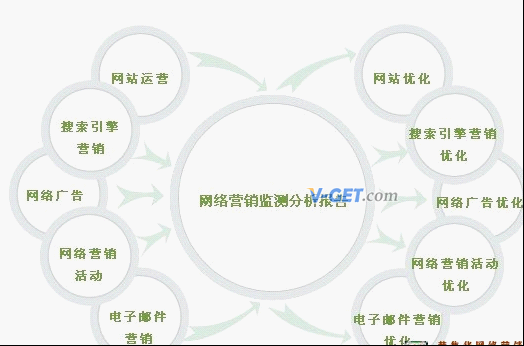 网站运营
网站优化
搜索引擎
营销
搜索引擎营销
优化
网络广告
网络营销监测分析报告
V-GET.com
网络广告优化
网络营销
活动
网络营销活动
优化
电子邮件
营销
电子邮件营销
优化